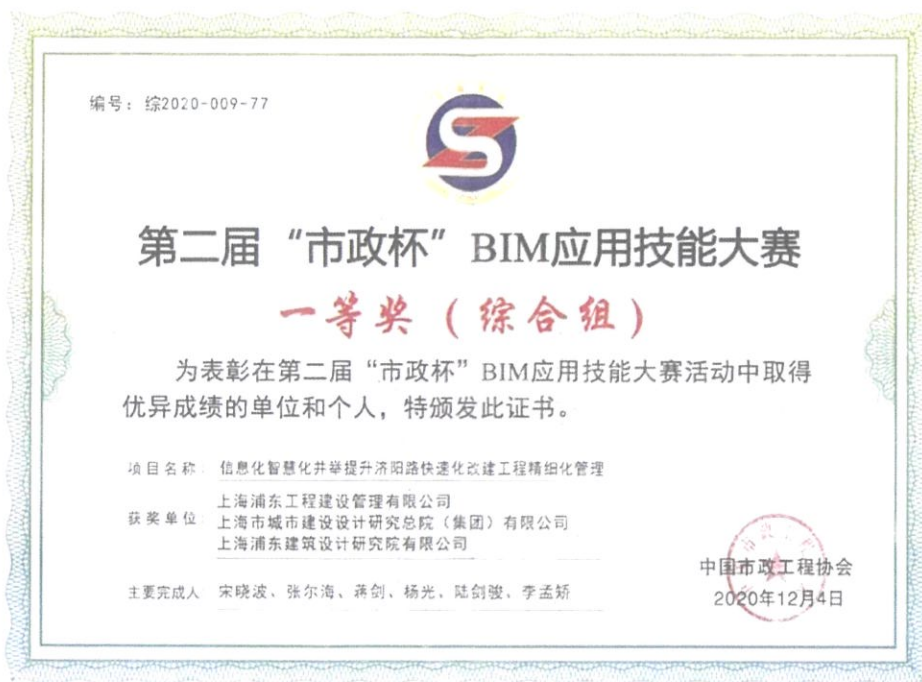 编号：综2020-009-77
第二届“市政杯”BIM应用技能大赛
一等奖（综合组）
为表彰在第二届“市政杯”BIM应用技能大赛活动中取得
优异成绩的单位和个人，特颁发此证书。
项目名称：信息化智慧化并举提升济阳路快速化改建工程精细化管理
获奖单位 上海浦东工程建设管理有限公司
上海市城市建设设计研究总院（集团）有限公司
上海浦东建筑设计研究院有限公司
主要完成人 宋晓波、张尔海、蒋剑、杨光、陆剑骏、李孟矫
中国市政工程协会
2020年12月4日